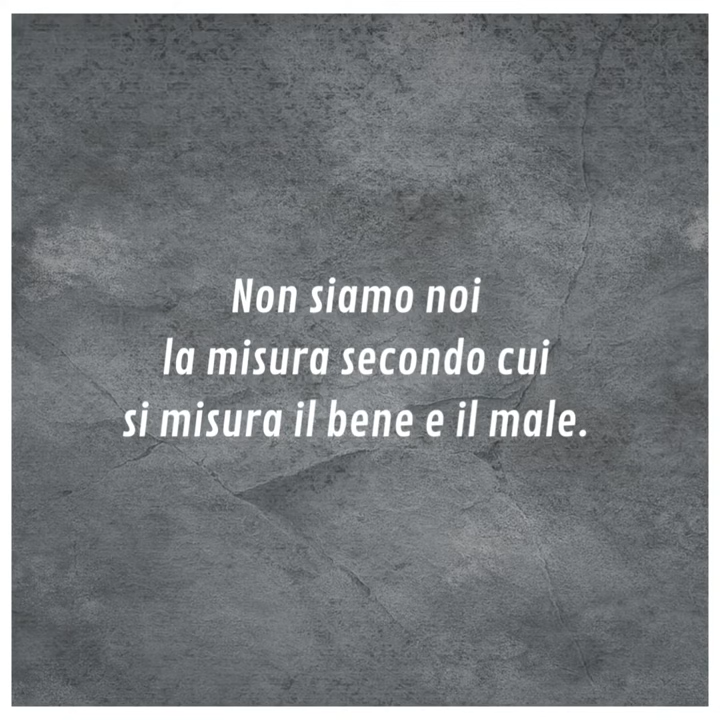 Non siamo noi
la misura secondo cui
si misura il bene e il male.